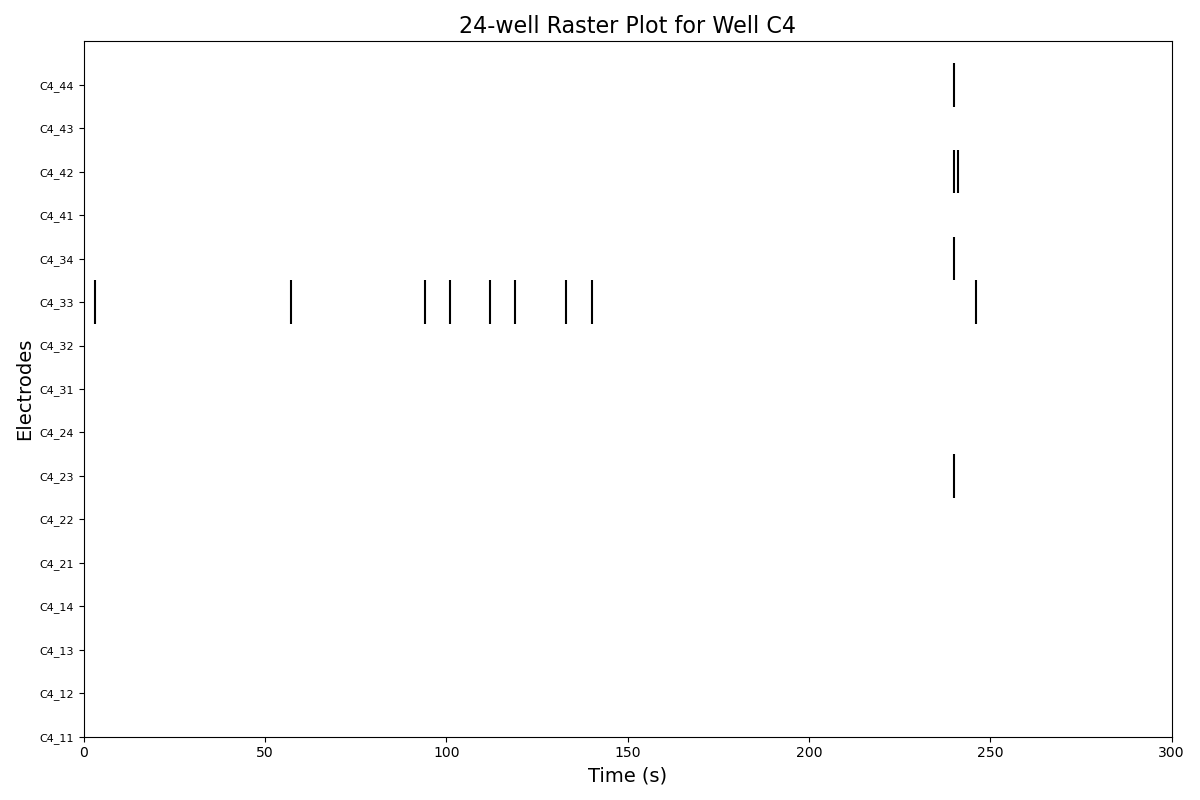 24-well Raster Plot for Well C4
C4_44
C4_43
C4_42
C4_41
C4_34
C4_33
C4_32
C4_31
C4_24
C4_23
C4_22
C4_21
C4_14
C4_13
C4_12
C4_11
Electrodes
0 50 100 150 200 250 300
Time (s)